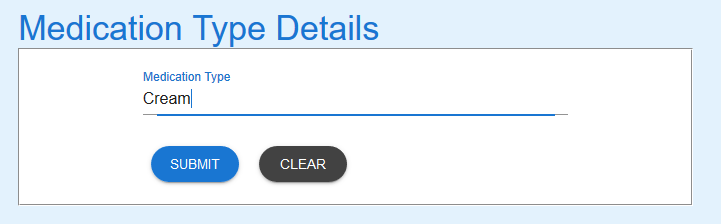 Medication Type Details
Medication Type
Cream
SUBMIT CLEAR